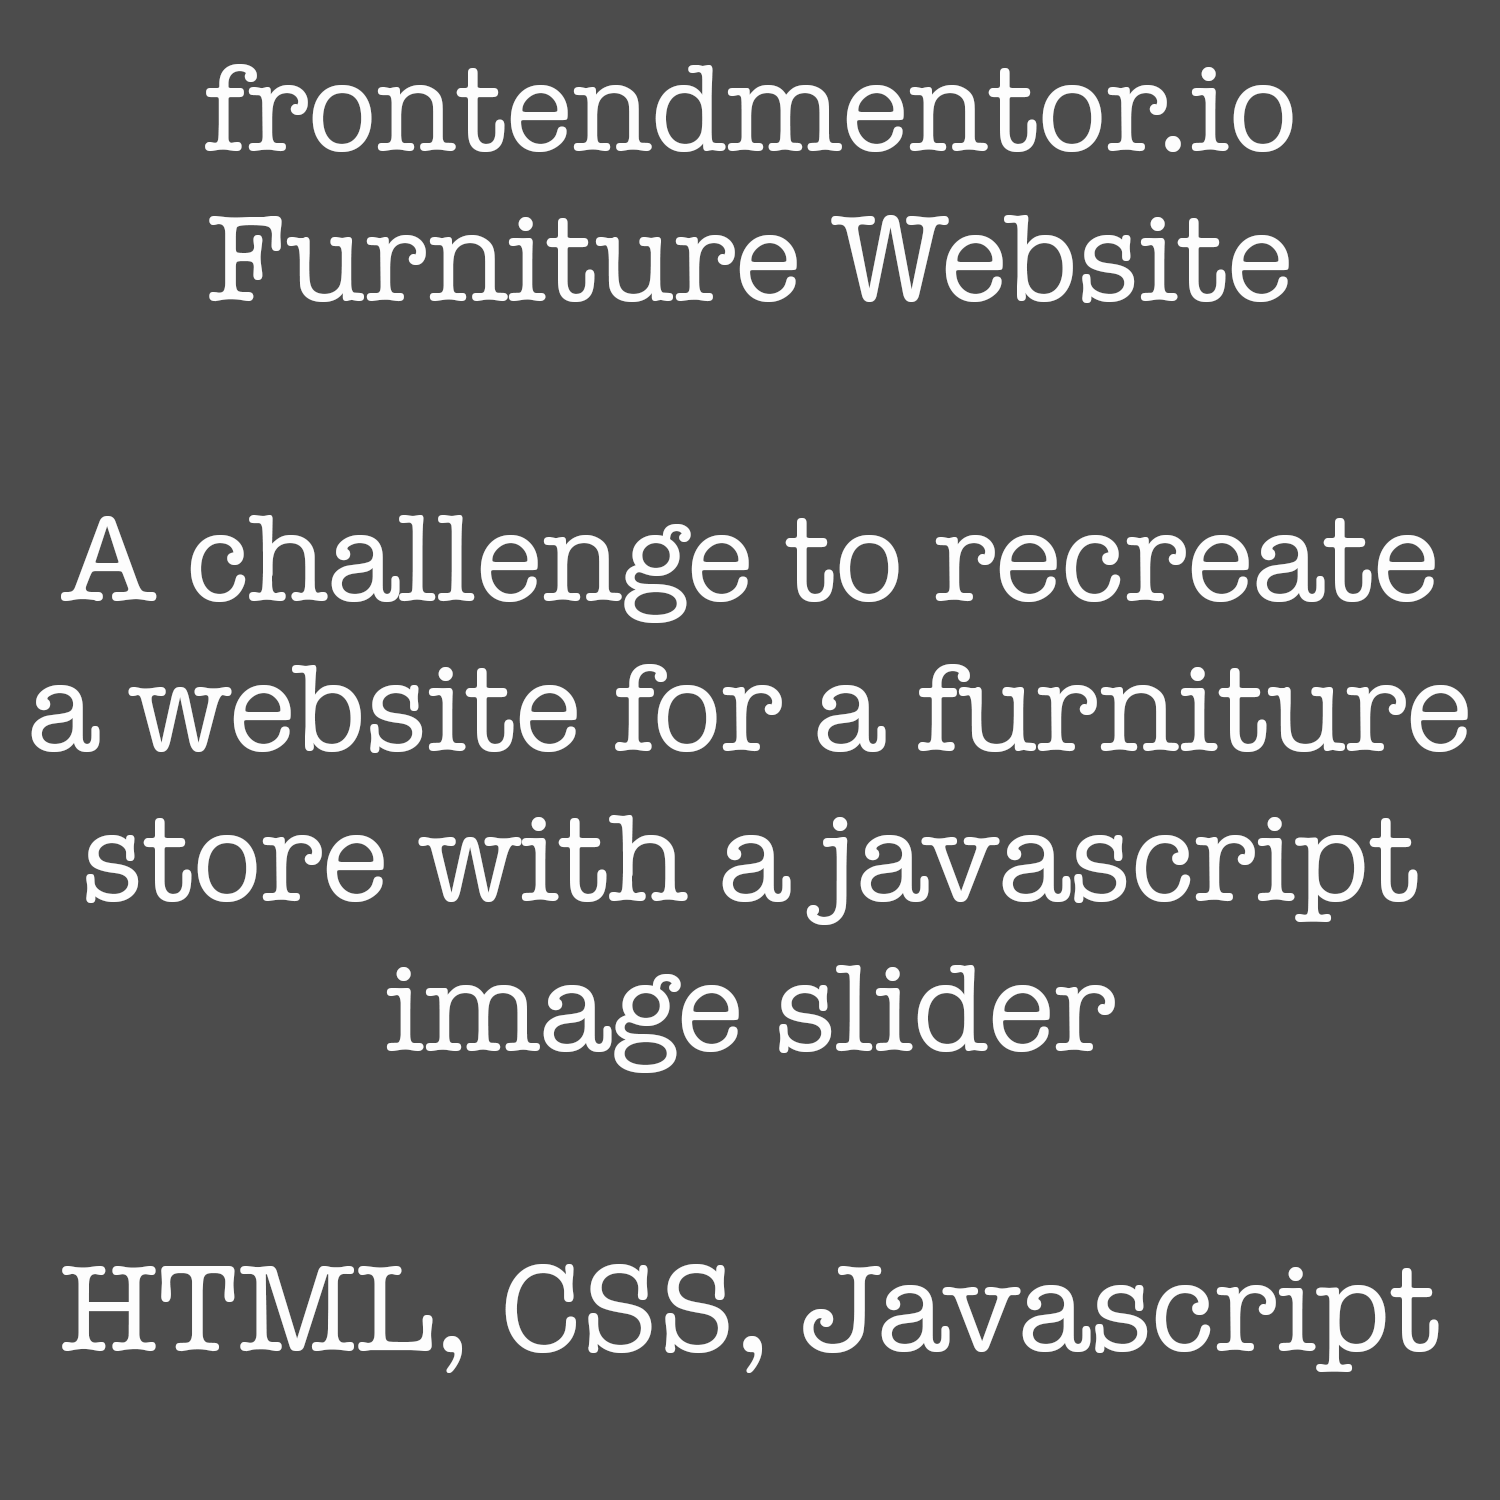 frontendmentor.io
Furniture Website
A challenge to recreate
a website for a furniture
store with a javascript
image slider
HTML, CSS, Javascript